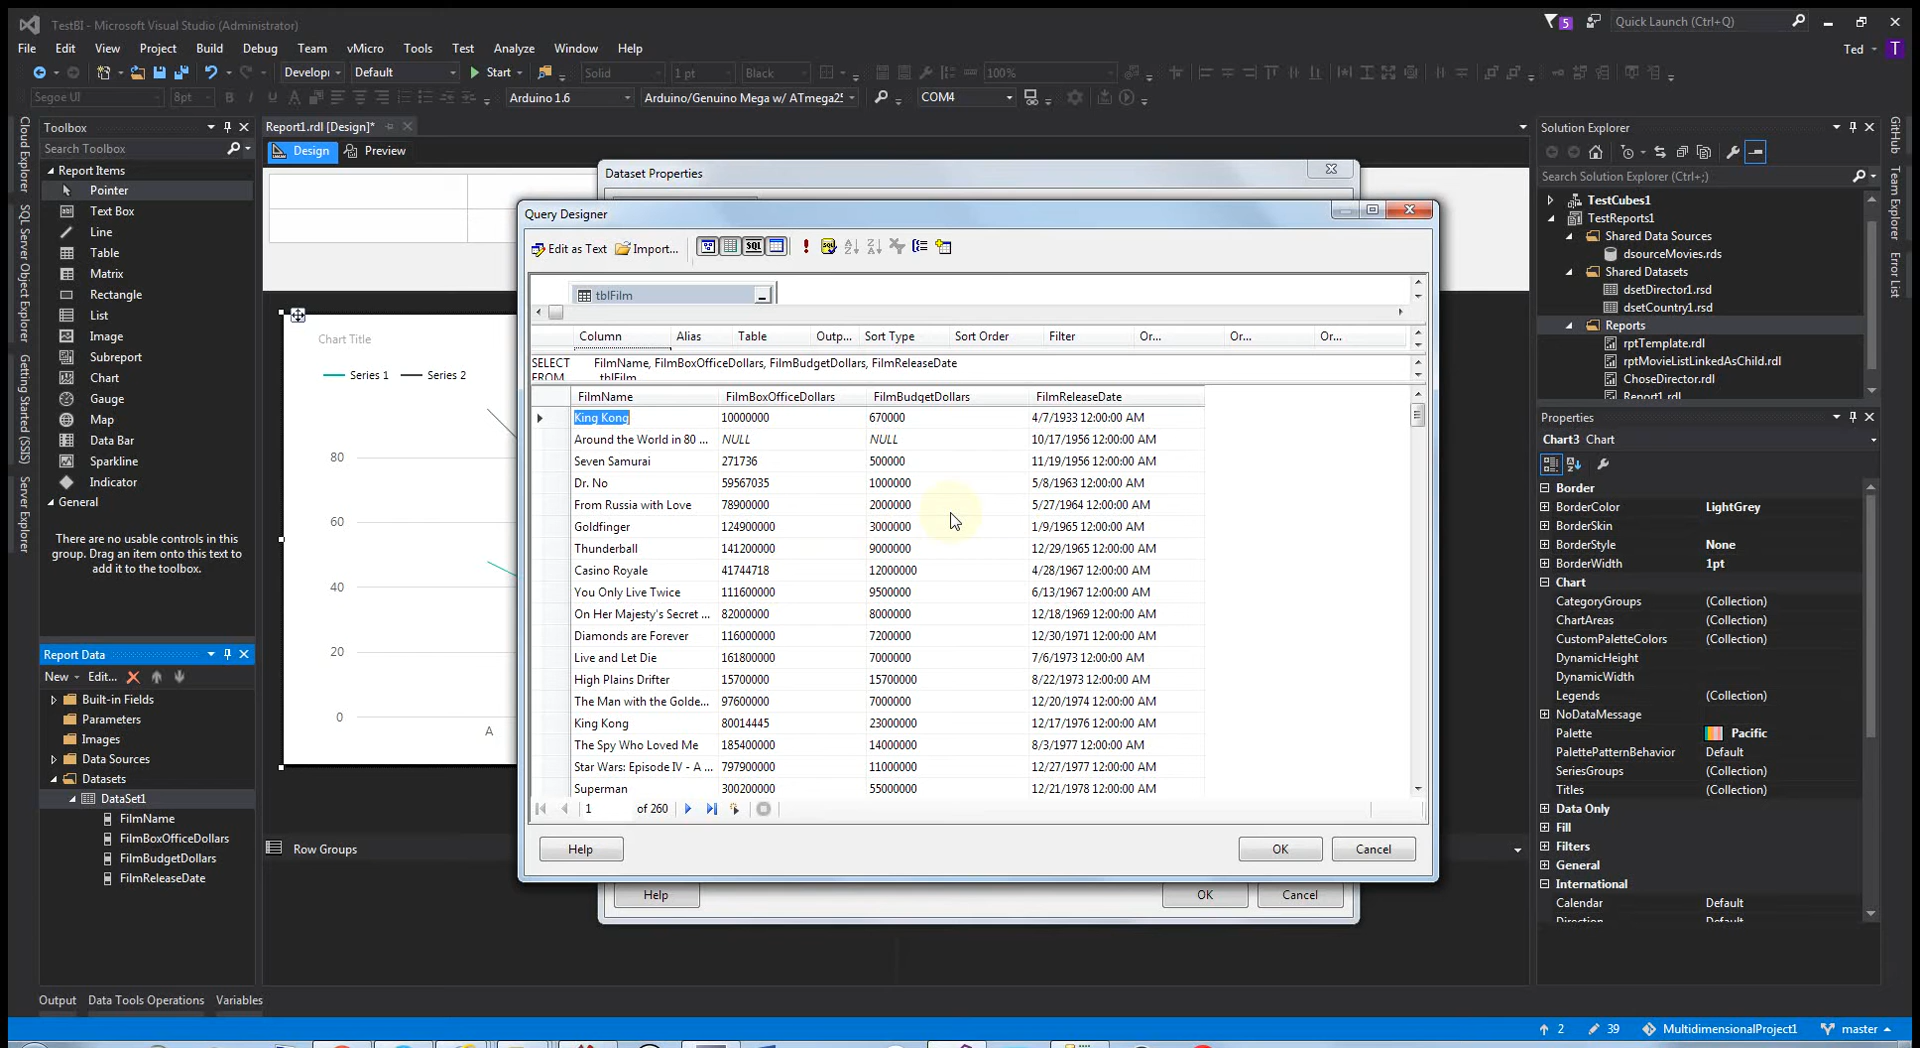 TestBI - Microsoft Visual Studio (Administrator)
5
Quick Launch (Ctrl+Q)
File Edit View Project Build Debug Team vMicro Tools Test Analyze Window Help
Ted
T
Developi Default Start Solid 1 pt Black 100%
Segoe UI 8pt Arduino 1.6 Arduino/Genuino Mega w/ ATmega25 COM4
Cloud Explorer
SQL Server Object Explorer
Getting Started (SSIS)
Server Explorer
Toolbox
Search Toolbox
Report Items
Pointer
Text Box
Line
Table
Matrix
Rectangle
List
Image
Subreport
Chart
Gauge
Map
Data Bar
Sparkline
Indicator
General
There are no usable controls in this
group. Drag an item onto this text to
add it to the toolbox.
Report Data
New Edit...
Built-in Fields
Parameters
Images
Data Sources
Datasets
DataSet1
FilmName
FilmBoxOfficeDollars
FilmBudgetDollars
FilmReleaseDate
Report1.rdl [Design]*
Design Preview
Chart Title
Series 1 Series 2
80
60
40
20
0
A
Row Groups
Dataset Properties
Query Designer
Edit as Text Import...
SQL
tblFilm
Column Alias Table Outp... Sort Type Sort Order Filter Or... Or... Or...
SELECT FilmName, FilmBoxOfficeDollars, FilmBudgetDollars, FilmReleaseDate
FROM tblFilm
FilmName FilmBoxOfficeDollars FilmBudgetDollars FilmReleaseDate
King Kong 10000000 670000 4/7/1933 12:00:00 AM
Around the World in 80 ... NULL NULL 10/17/1956 12:00:00 AM
Seven Samurai 271736 500000 11/19/1956 12:00:00 AM
Dr. No 59567035 1000000 5/8/1963 12:00:00 AM
From Russia with Love 78900000 2000000 5/27/1964 12:00:00 AM
Goldfinger 124900000 3000000 1/9/1965 12:00:00 AM
Thunderball 141200000 9000000 12/29/1965 12:00:00 AM
Casino Royale 41744718 12000000 4/28/1967 12:00:00 AM
You Only Live Twice 111600000 9500000 6/13/1967 12:00:00 AM
On Her Majesty's Secret ... 82000000 8000000 12/18/1969 12:00:00 AM
Diamonds are Forever 116000000 7200000 12/30/1971 12:00:00 AM
Live and Let Die 161800000 7000000 7/6/1973 12:00:00 AM
High Plains Drifter 15700000 15700000 8/22/1973 12:00:00 AM
The Man with the Golde... 97600000 7000000 12/20/1974 12:00:00 AM
King Kong 80014445 23000000 12/17/1976 12:00:00 AM
The Spy Who Loved Me 185400000 14000000 8/3/1977 12:00:00 AM
Star Wars: Episode IV - A ... 797900000 11000000 12/27/1977 12:00:00 AM
Superman 300200000 55000000 12/21/1978 12:00:00 AM
1 of 260
Help OK Cancel
Help OK Cancel
Solution Explorer
Search Solution Explorer (Ctrl+;)
TestCubes1
TestReports1
Shared Data Sources
dsourceMovies.rds
Shared Datasets
dsetDirector1.rsd
dsetCountry1.rsd
Reports
rptTemplate.rdl
rptMovieListLinkedAsChild.rdl
ChoseDirector.rdl
Report1.rdl
Properties
Chart3 Chart
Border
BorderColor LightGrey
BorderSkin
BorderStyle None
BorderWidth 1pt
Chart
CategoryGroups (Collection)
ChartAreas (Collection)
CustomPaletteColors (Collection)
DynamicHeight
DynamicWidth
Legends (Collection)
NoDataMessage
Palette Pacific
PalettePatternBehavior Default
SeriesGroups (Collection)
Titles (Collection)
Data Only
Fill
Filters
General
International
Calendar Default
Direction Default
GitHub
Team Explorer
Error List
Output Data Tools Operations Variables
2 39 MultidimensionalProject1 master